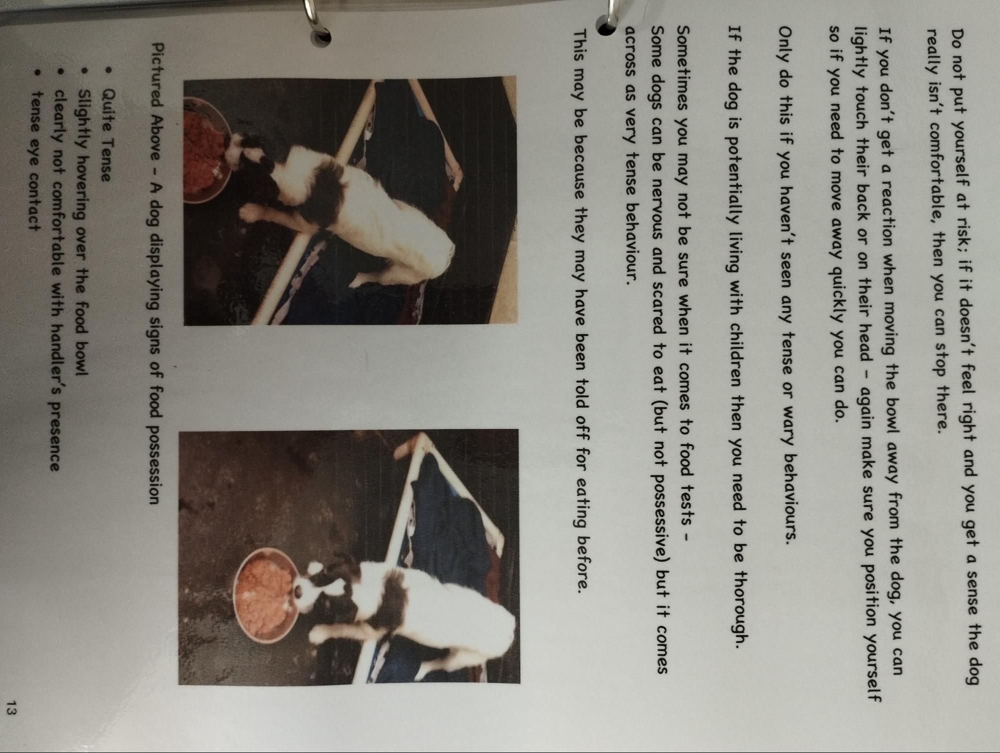 Do not put yourself at risk; if it doesn't feel right and you get a sense the dog
really isn't comfortable, then you can stop there.
If you don't get a reaction when moving the bowl away from the dog, you can
lightly touch their back or on their head - again make sure you position yourself
so if you need to move away quickly you can do.
Only do this if you haven't seen any tense or wary behaviours.
If the dog is potentially living with children then you need to be thorough.
Sometimes you may not be sure when it comes to food tests -
Some dogs can be nervous and scared to eat (but not possessive) but it comes
across as very tense behaviour.
This may be because they may have been told off for eating before.
Pictured Above - A dog displaying signs of food possession
• Quite Tense
• Slightly hovering over the food bowl
• clearly not comfortable with handler's presence
• tense eye contact
13